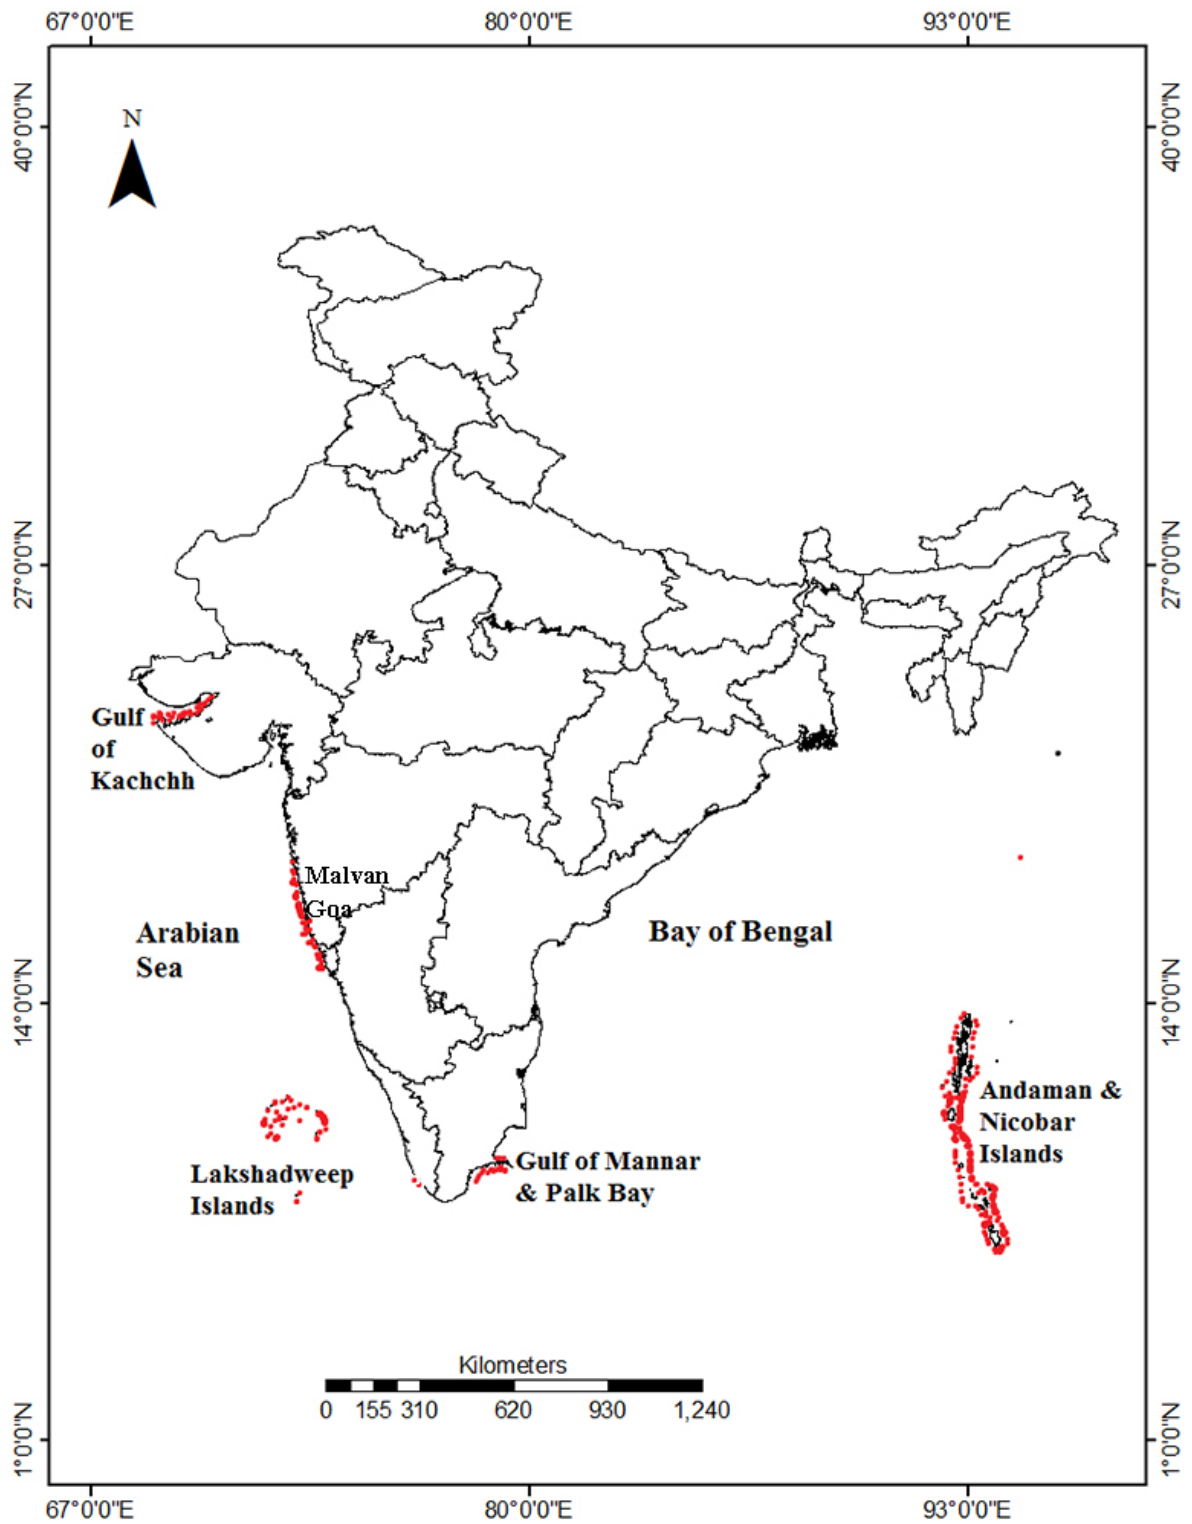 67°0'0"E 80°0'0"E 93°0'0"E
40°0'0"N 40°0'0"N
N
27°0'0"N 27°0'0"N
Gulf
of
Kachchh
Malvan
Goa
Arabian
Sea
Bay of Bengal
14°0'0"N 14°0'0"N
Andaman &
Nicobar
Islands
Lakshadweep
Islands
Gulf of Mannar
& Palk Bay
Kilometers
0 155 310 620 930 1,240
1°0'0"N 1°0'0"N
67°0'0"E 80°0'0"E 93°0'0"E